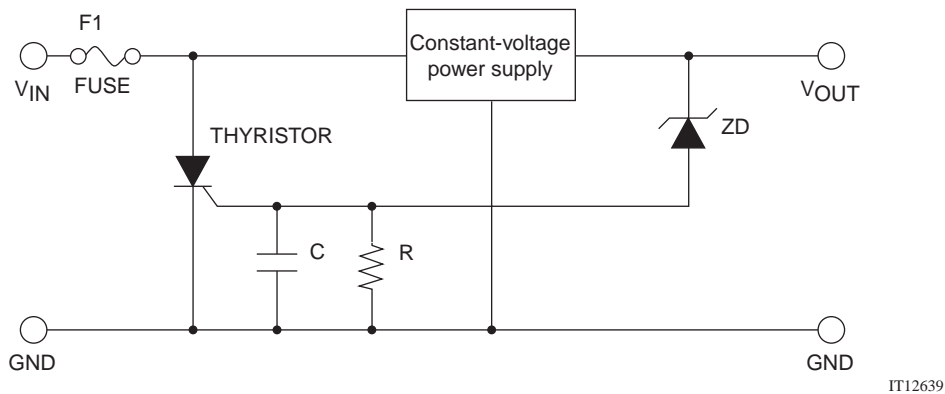 F1
FUSE
VIN
Constant-voltage
power supply
VOUT
ZD
THYRISTOR
C
R
GND
GND
IT12639